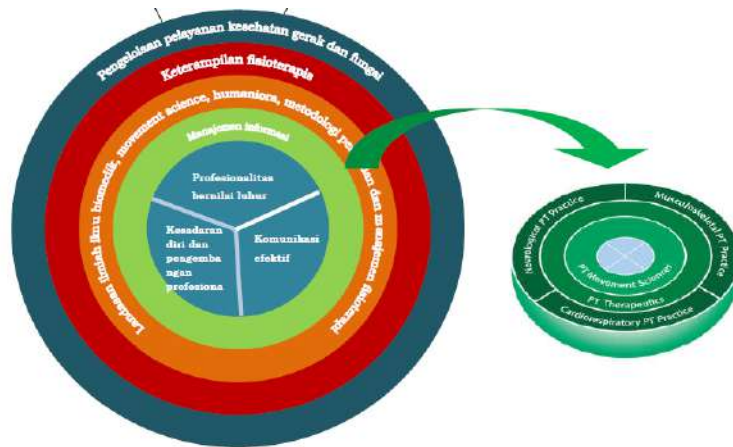 Pengelolaan pelayanan kesehatan gerak dan fungsi
Keterampilan fisioterapis
Landasan ilmiah ilmu biomedik, movement science, humaniora, metodologi dan manajemen fisioterapi
Manajemen informasi
Profesionalitas
bernilai luhur
Kesadaran
diri dan
pengemba
ngan
profesiona
Komunikasi
efektif
Neurological PT Practice
Musculoskeletal PT Practice
PT Movement Sciences
PT Therapeutics
Cardiorespiratory PT Practice